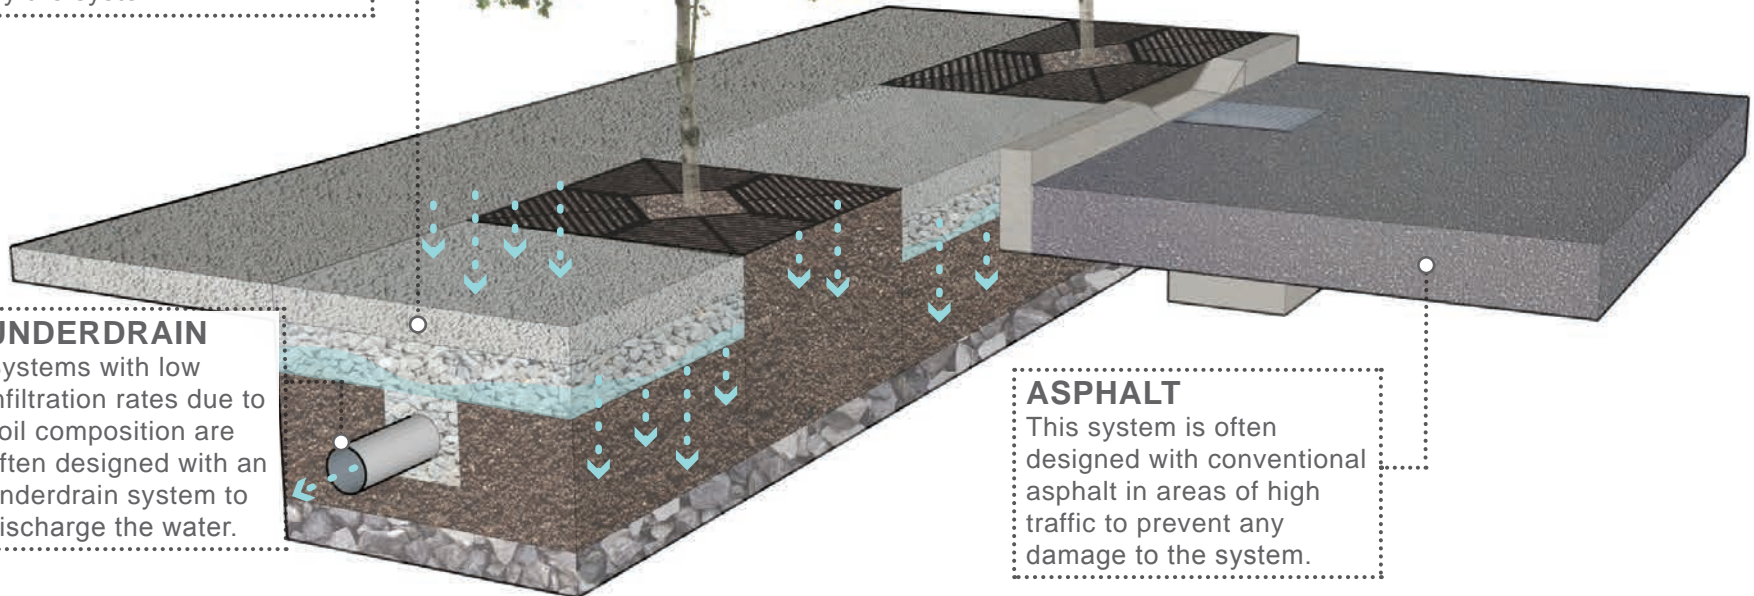 UNDERDRAIN
ystems with low
nfiltration rates due to
oil composition are
ften designed with an
nderdrain system to
ischarge the water.
ASPHALT
This system is often
designed with conventional
asphalt in areas of high
traffic to prevent any
damage to the system.